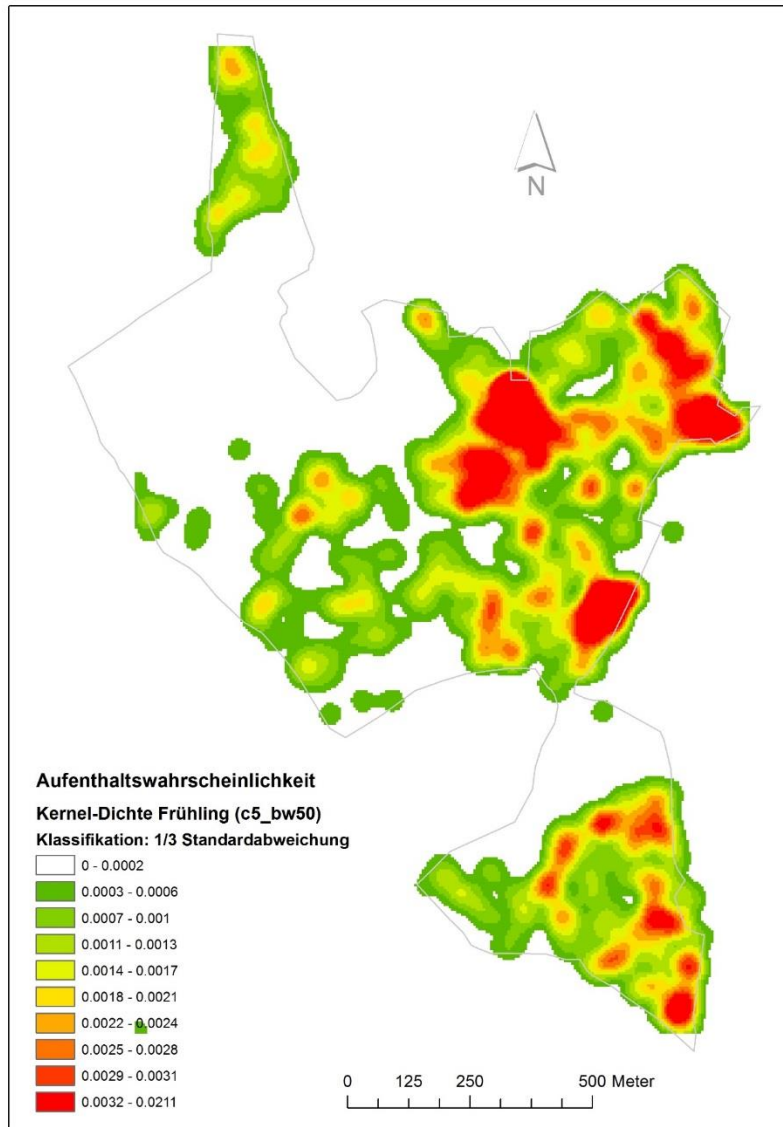 N
Aufenthaltswahrscheinlichkeit
Kernel-Dichte Frühling (c5_bw50)
Klassifikation: 1/3 Standardabweichung
0 - 0.0002
0.0003 - 0.0006
0.0007 - 0.001
0.0011 - 0.0013
0.0014 - 0.0017
0.0018 - 0.0021
0.0022 - 0.0024
0.0025 - 0.0028
0.0029 - 0.0031
0.0032 - 0.0211
0 125 250 500 Meter